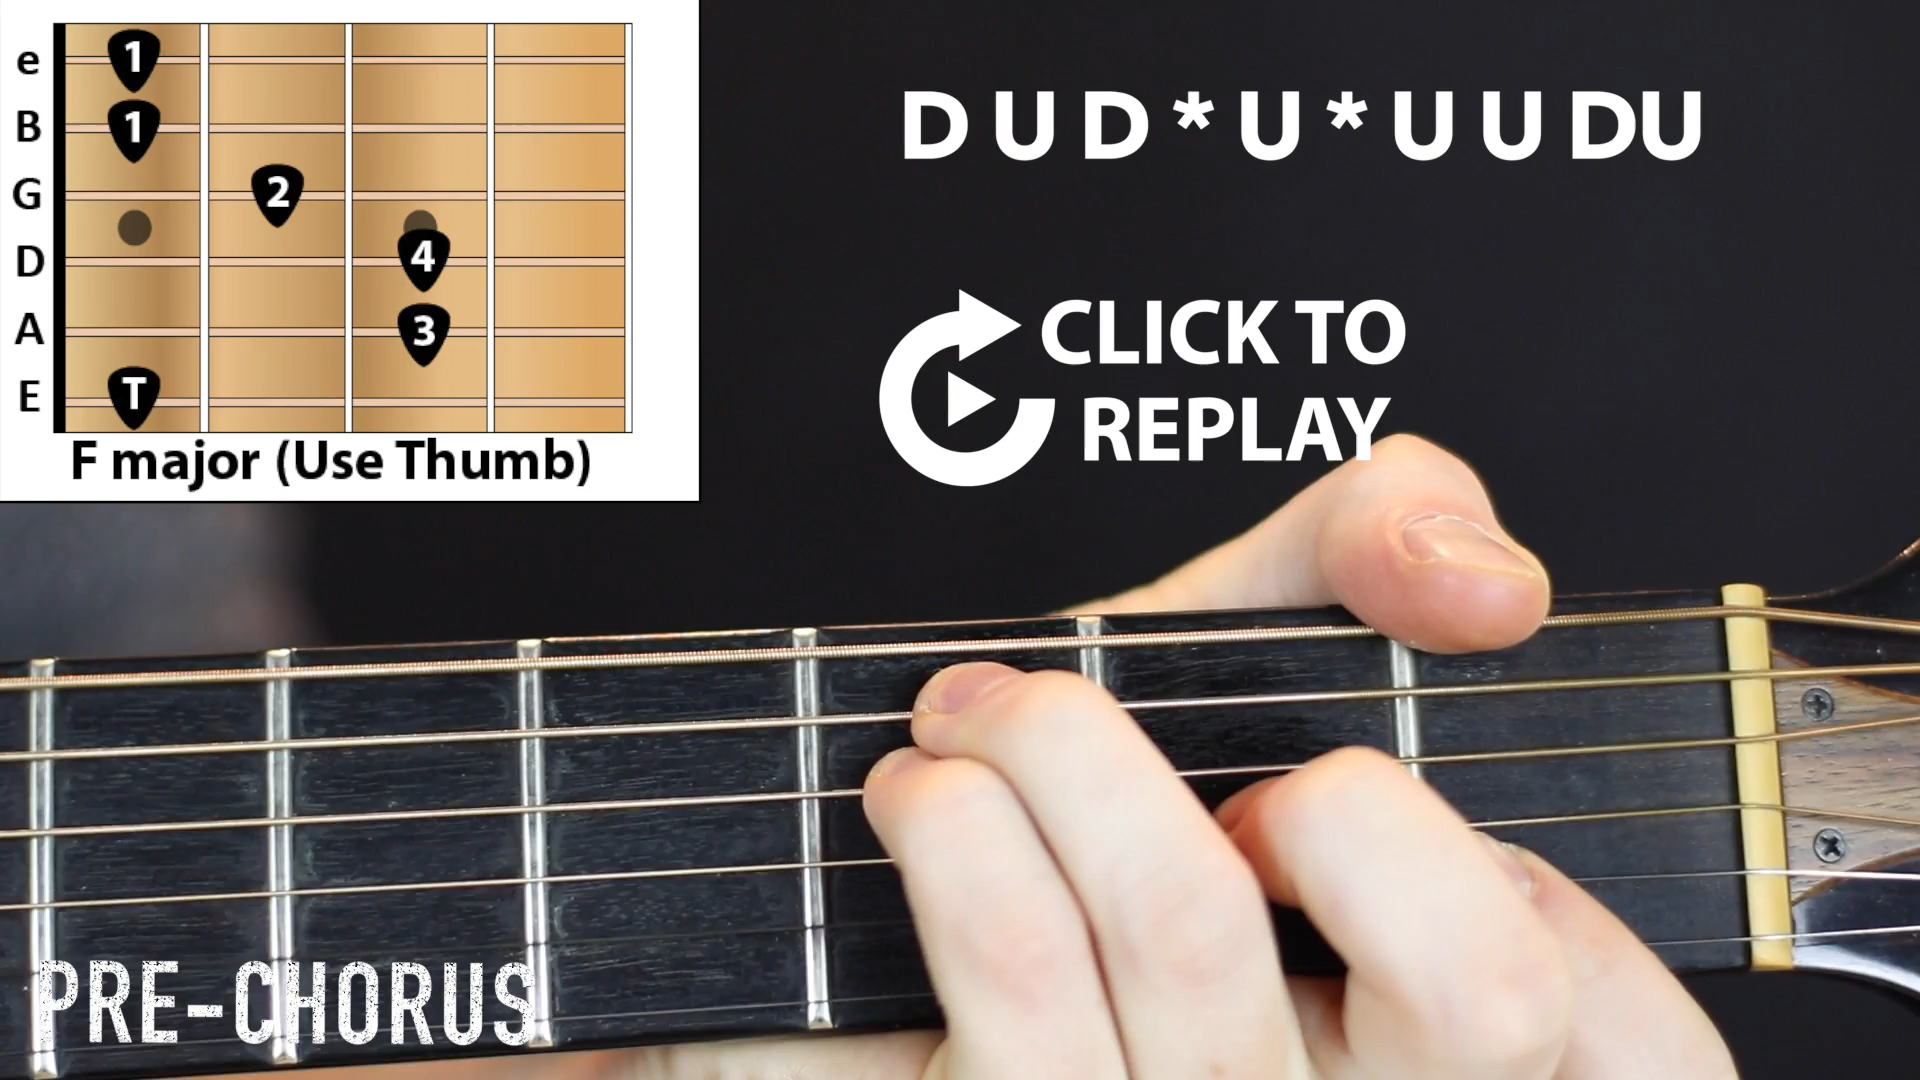 e 1
B 1
G 2
D 4
A 3
E T
F major (Use Thumb)
D U D * U * U U DU
CLICK TO
REPLAY
PRE-CHORUS